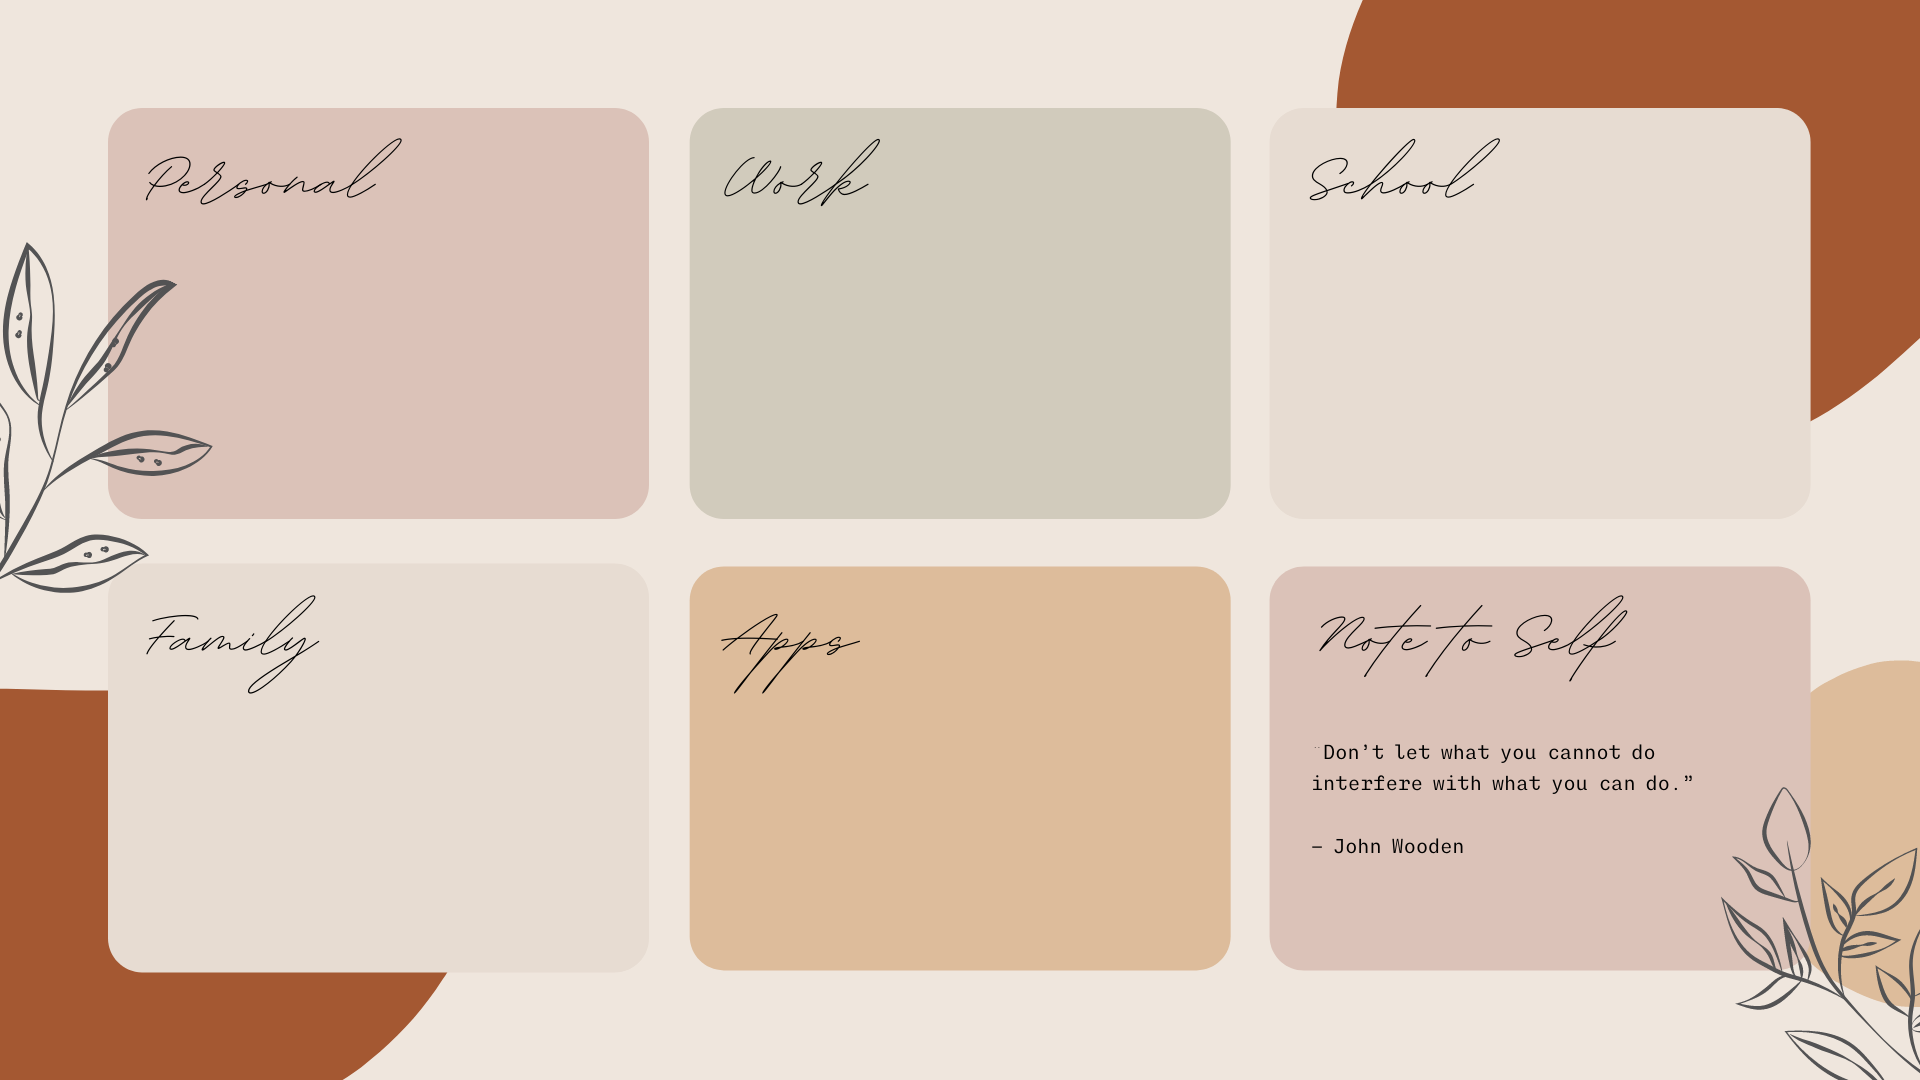 Personal
Work
School
Family
Apps
Note to Self
"Don’t let what you cannot do
interfere with what you can do.”
– John Wooden